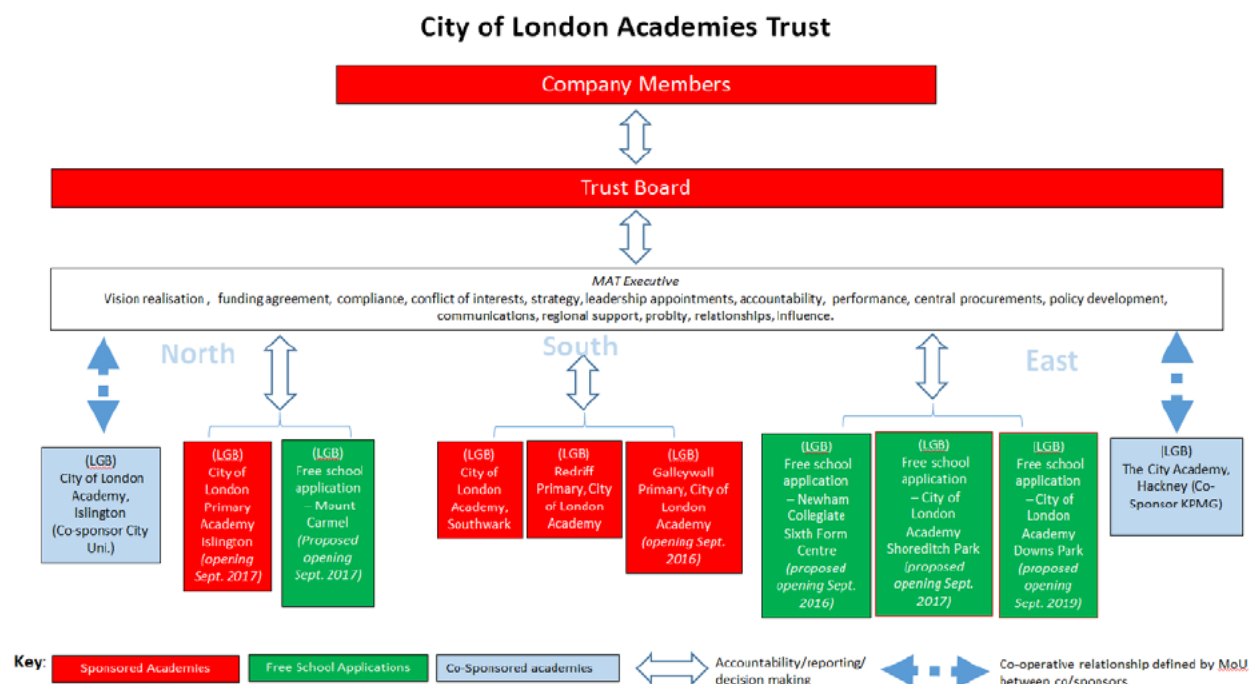 City of London Academies Trust
Company Members
Trust Board
MAT Executive
Vision realisation , funding agreement, compliance, conflict of interests, strategy, leadership appointments, accountability, performance, central procurements, policy development,
communications, regional support, probity, relationships, influence.
North
South
East
(LGB)
City of London
Academy,
Islington
(Co-sponsor City
Uni.)
(LGB)
City of
London
Primary
Academy
Islington
(opening
Sept. 2017)
(LGB)
Free school
application
– Mount
Carmel
(Proposed
opening
Sept. 2017)
(LGB)
City of
London
Academy,
Southwark
(LGB)
Redriff
Primary, City
of London
Academy
(LGB)
Galleywall
Primary, City of
London
Academy
(opening Sept.
2016)
(LGB)
Free school
application
– Newham
Collegiate
Sixth Form
Centre
(proposed
opening Sept.
2016)
(LGB)
Free school
application
– City of
London
Academy
Shoreditch Park
(proposed
opening Sept.
2017)
(LGB)
Free school
application
– City of
London
Academy
Downs Park
(proposed
opening
Sept. 2019)
(LGB)
The City Academy,
Hackney (Co-
Sponsor KPMG)
Key:
Sponsored Academies
Free School Applications
Co-Sponsored academies
Accountability/reporting/
decision making
Co-operative relationship defined by MoU
between co/sponsors